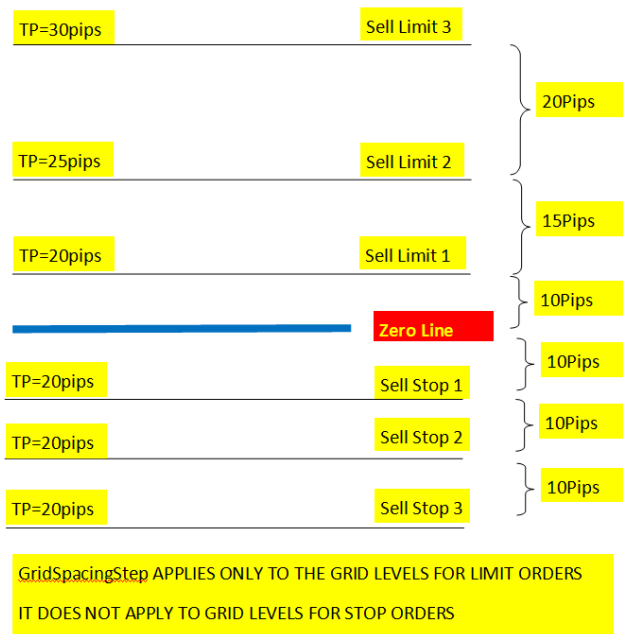 TP=30pips Sell Limit 3
20Pips
TP=25pips Sell Limit 2
15Pips
TP=20pips Sell Limit 1
10Pips
Zero Line
10Pips
TP=20pips Sell Stop 1
10Pips
TP=20pips Sell Stop 2
10Pips
TP=20pips Sell Stop 3
GridSpacingStep APPLIES ONLY TO THE GRID LEVELS FOR LIMIT ORDERS
IT DOES NOT APPLY TO GRID LEVELS FOR STOP ORDERS